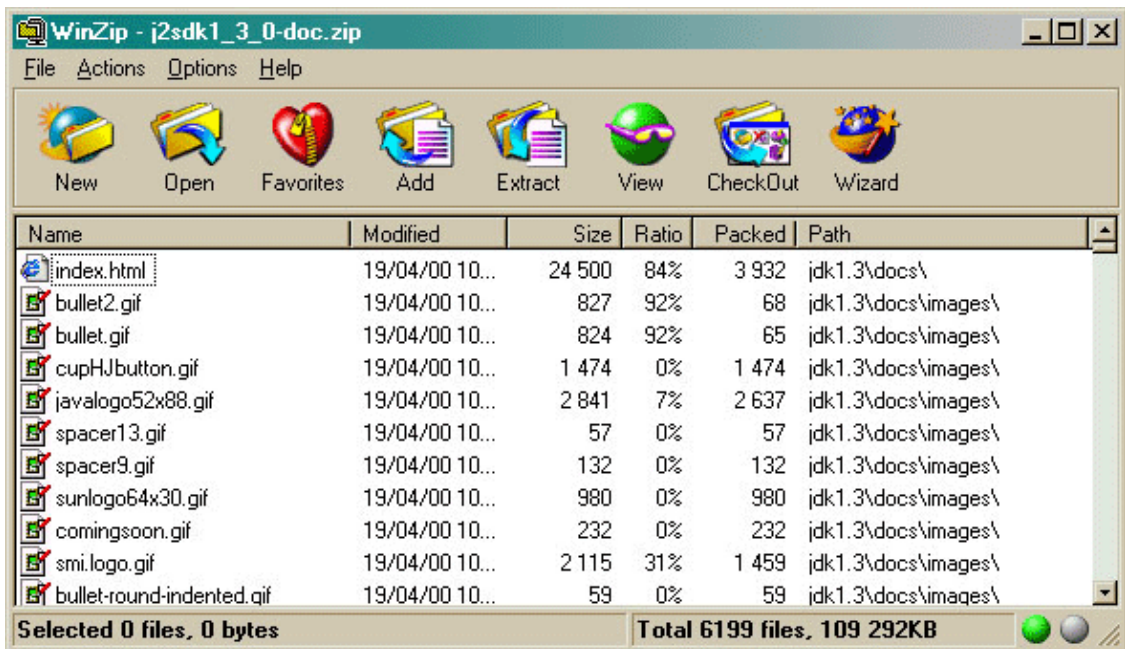 WinZip - j2sdk1_3_0-doc.zip
File Actions Options Help
New Open Favorites Add Extract View CheckOut Wizard
Name Modified Size Ratio Packed Path
index.html 19/04/00 10... 24 500 84% 3 932 jdk1.3\docs\
bullet2.gif 19/04/00 10... 827 92% 68 jdk1.3\docs\images\
bullet.gif 19/04/00 10... 824 92% 65 jdk1.3\docs\images\
cupHJbutton.gif 19/04/00 10... 1 474 0% 1 474 jdk1.3\docs\images\
javalogo52x88.gif 19/04/00 10... 2 841 7% 2 637 jdk1.3\docs\images\
spacer13.gif 19/04/00 10... 57 0% 57 jdk1.3\docs\images\
spacer9.gif 19/04/00 10... 132 0% 132 jdk1.3\docs\images\
sunlogo64x30.gif 19/04/00 10... 980 0% 980 jdk1.3\docs\images\
comingsoon.gif 19/04/00 10... 232 0% 232 jdk1.3\docs\images\
smi.logo.gif 19/04/00 10... 2 115 31% 1 459 jdk1.3\docs\images\
bullet-round-indented.gif 19/04/00 10... 59 0% 59 jdk1.3\docs\images\
Selected 0 files, 0 bytes Total 6199 files, 109 292KB